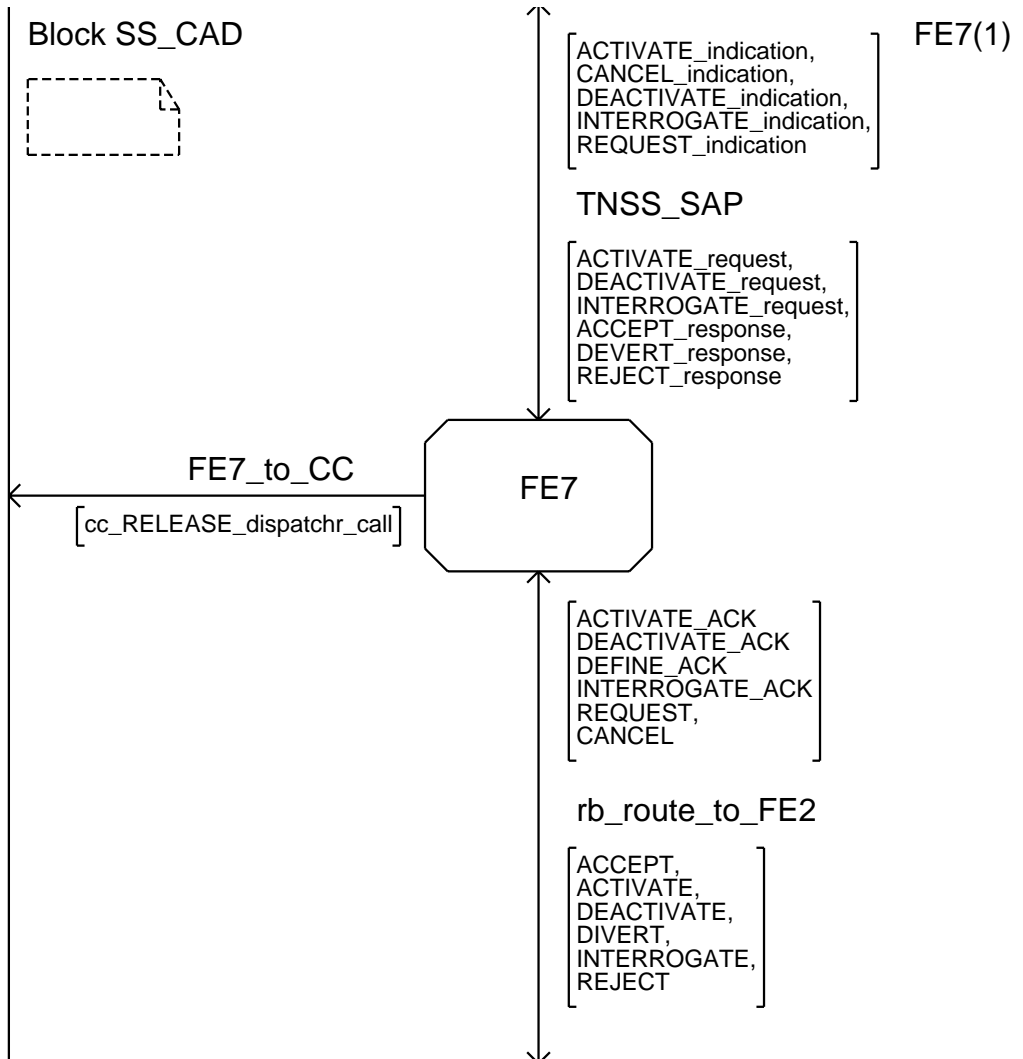 Block SS_CAD
FE7(1)
ACTIVATE_indication,
CANCEL_indication,
DEACTIVATE_indication,
INTERROGATE_indication,
REQUEST_indication
TNSS_SAP
ACTIVATE_request,
DEACTIVATE_request,
INTERROGATE_request,
ACCEPT_response,
DEVERT_response,
REJECT_response
FE7_to_CC
FE7
cc_RELEASE_dispatchr_call
ACTIVATE_ACK
DEACTIVATE_ACK
DEFINE_ACK
INTERROGATE_ACK
REQUEST,
CANCEL
rb_route_to_FE2
ACCEPT,
ACTIVATE,
DEACTIVATE,
DIVERT,
INTERROGATE,
REJECT